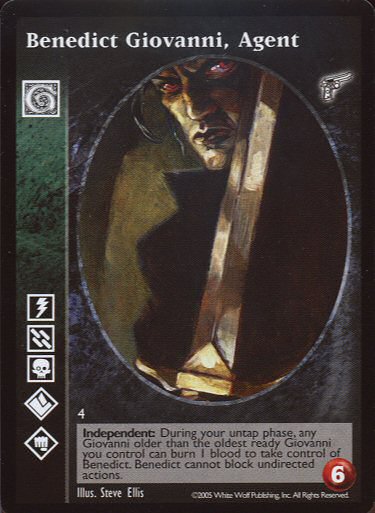 Benedict Giovanni, Agent
4
Independent: During your untap phase, any
Giovanni older than the oldest ready Giovanni
you control can burn 1 blood to take control of
Benedict. Benedict cannot block undirected
actions.
6
Illus. Steve Ellis
©2005 White Wolf Publishing, Inc. All Rights Reserved.